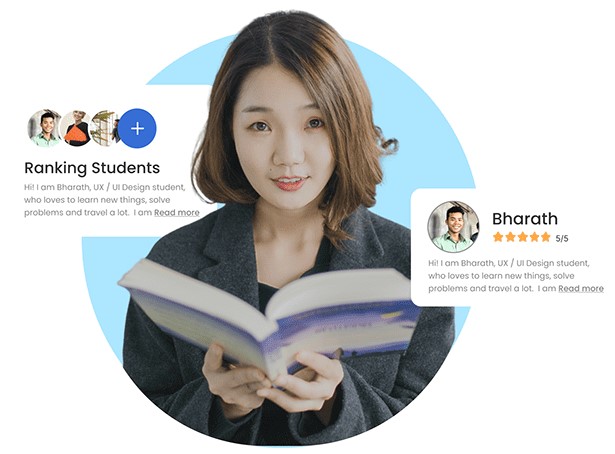 Ranking Students
Hi! I am Bharath, UX / UI Design student,
who loves to learn new things, solve
problems and travel a lot. I am Read more
Bharath
5/5
Hi! I am Bharath, UX / UI Design student,
who loves to learn new things, solve
problems and travel a lot. I am Read more